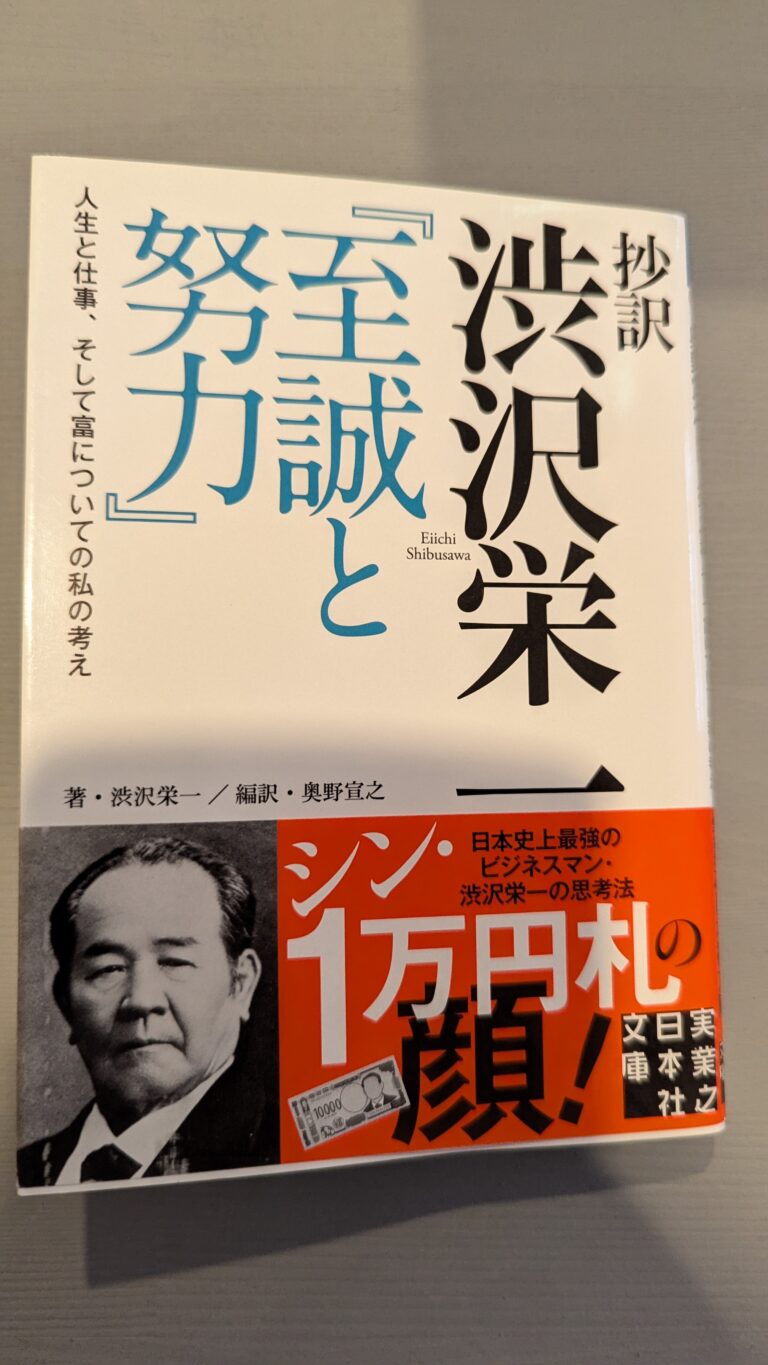 抄訳
渋沢栄一
『至誠と
努力』
人生と仕事、そして富についての私の考え
Eiichi
Shibusawa
著・渋沢栄一／編訳・奥野宣之
日本史上最強の
ビジネスマン・
渋沢栄一の思考法
シン・
1万円札の
顔！
10000
実業之
日本社
文庫